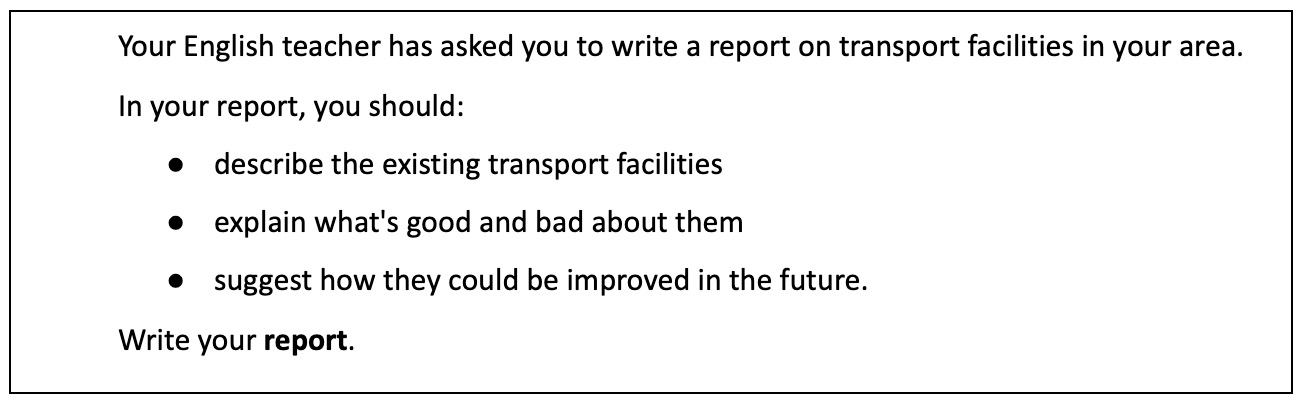 Your English teacher has asked you to write a report on transport facilities in your area.
In your report, you should:
● describe the existing transport facilities
● explain what's good and bad about them
● suggest how they could be improved in the future.
Write your report.